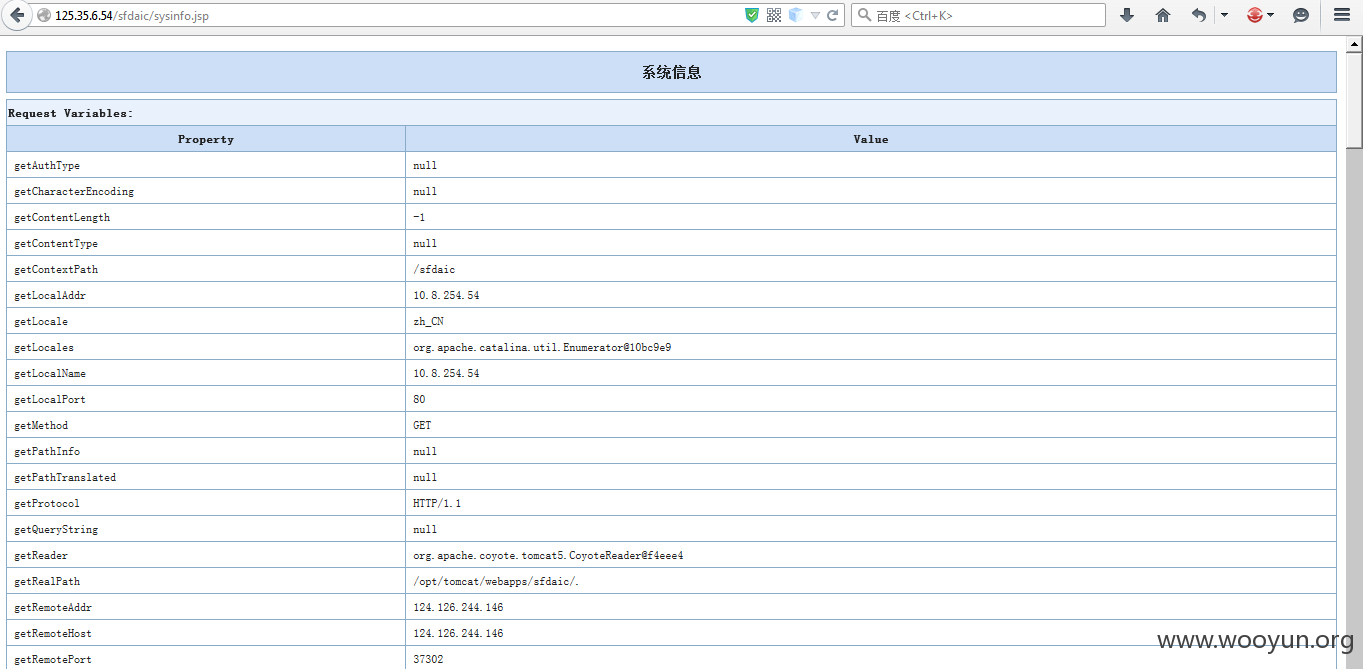 125.35.6.54/sfdaic/sysinfo.jsp
百度 <Ctrl+K>
系统信息
Request Variables:
Property Value
getAuthType null
getCharacterEncoding null
getContentLength -1
getContentType null
getContextPath /sfdaic
getLocalAddr 10.8.254.54
getLocale zh_CN
getLocales org.apache.catalina.util.Enumerator@10bc9e9
getLocalName 10.8.254.54
getLocalPort 80
getMethod GET
getPathInfo null
getPathTranslated null
getProtocol HTTP/1.1
getQueryString null
getReader org.apache.coyote.tomcat5.CoyoteReader@f4eee4
getRealPath /opt/tomcat/webapps/sfdaic/.
getRemoteAddr 124.126.244.146
getRemoteHost 124.126.244.146
getRemotePort 37302
www.wooyun.org